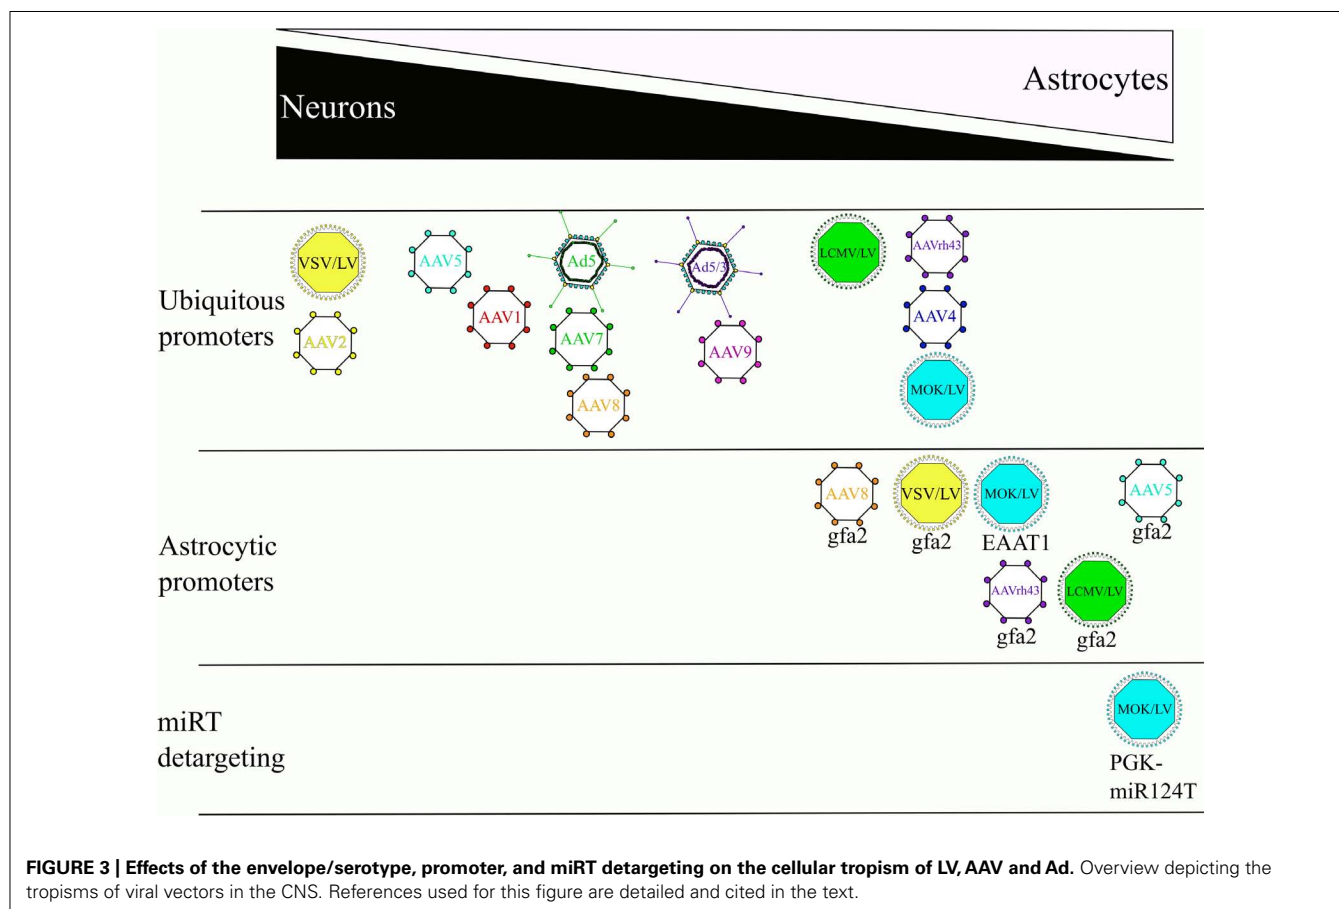 Astrocytes
Neurons
Ubiquitous
promoters
VSV/LV
AAV5
Ad5
Ad5/3
LCMV/LV
AAVrh43
AAV2
AAV1
AAV7
AAV9
AAV4
AAV8
MOK/LV
Astrocytic
promoters
AAV8
gfa2
VSV/LV
gfa2
MOK/LV
EAAT1
AAV5
gfa2
AAVrh43
gfa2
LCMV/LV
gfa2
miRT
detargeting
MOK/LV
PGK-
miR124T
FIGURE 3 | Effects of the envelope/serotype, promoter, and miRT detargeting on the cellular tropism of LV, AAV and Ad. Overview depicting the
tropisms of viral vectors in the CNS. References used for this figure are detailed and cited in the text.